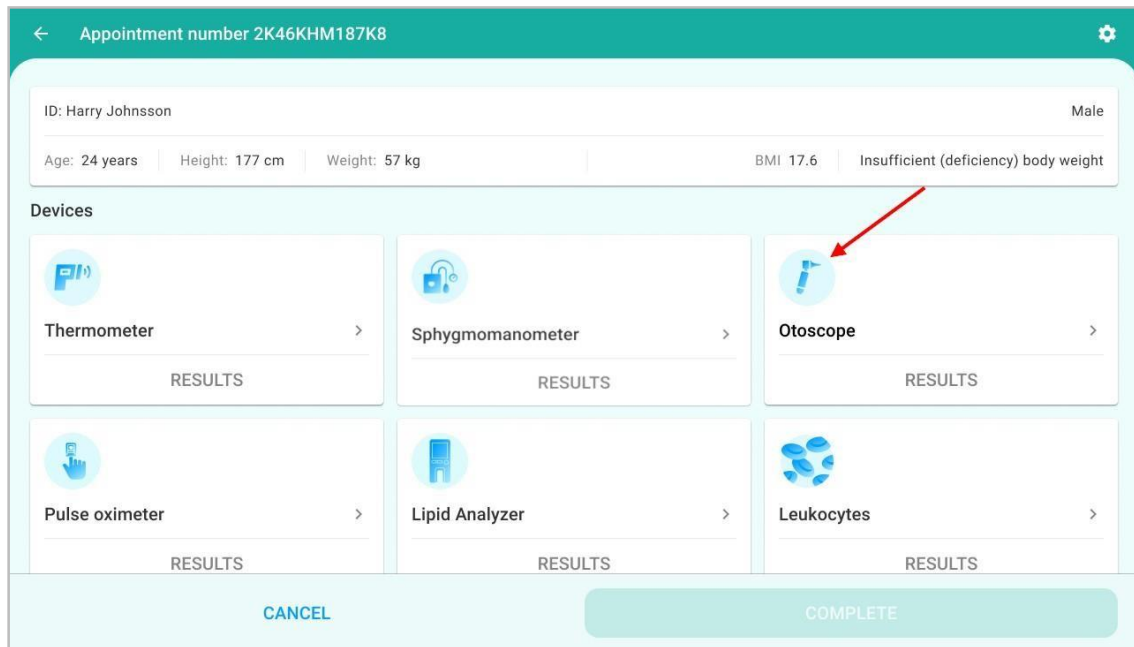 Appointment number 2K46KHM187K8
ID: Harry Johnsson Male
Age: 24 years Height: 177 cm Weight: 57 kg BMI 17.6 Insufficient (deficiency) body weight
Devices
Thermometer Sphygmomanometer Otoscope
RESULTS RESULTS RESULTS
Pulse oximeter Lipid Analyzer Leukocytes
RESULTS RESULTS RESULTS
CANCEL COMPLETE